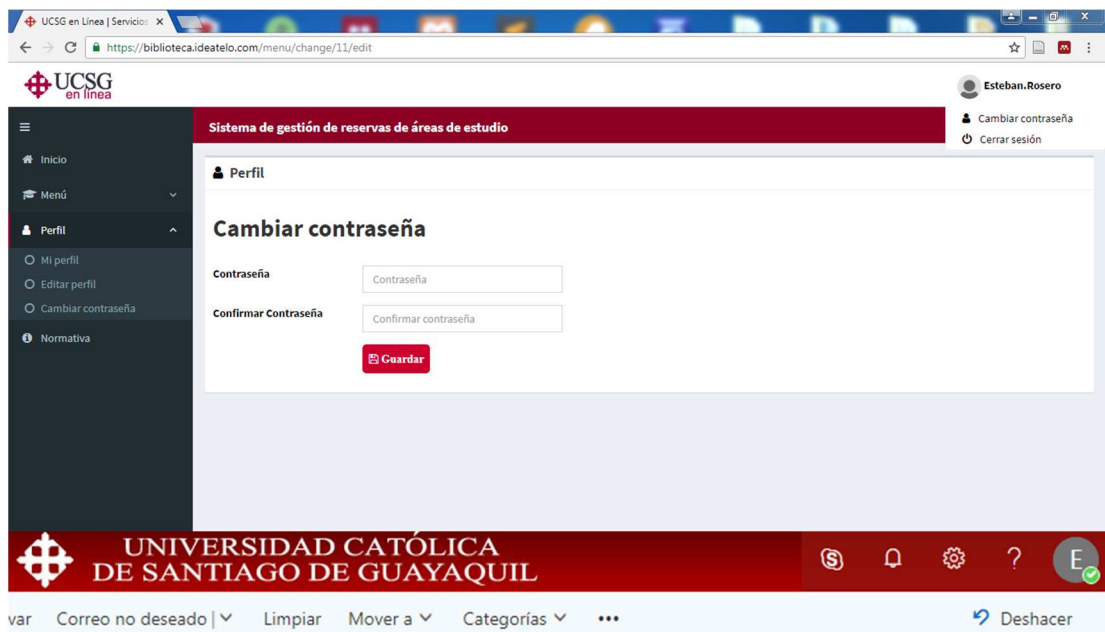 UCSG en Línea | Servicios
https://biblioteca.ideatelo.com/menu/change/11/edit
UCSG
en línea
Esteban.Rosero
Cambiar contraseña
Cerrar sesión
Sistema de gestión de reservas de áreas de estudio
Inicio
Menú
Perfil
Mi perfil
Editar perfil
Cambiar contraseña
Normativa
Perfil
Cambiar contraseña
Contraseña
Contraseña
Confirmar Contraseña
Confirmar contraseña
Guardar
UNIVERSIDAD CATÓLICA
DE SANTIAGO DE GUAYAQUIL
E
var Correo no deseado | Limpiar Mover a Categorías ••• Deshacer